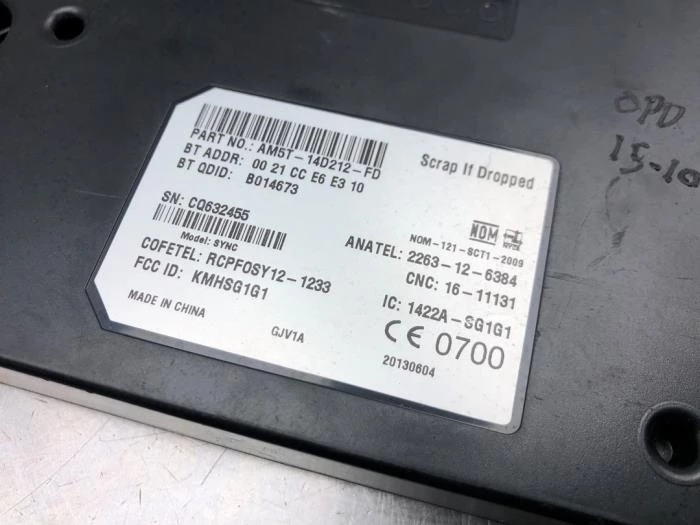 PART NO.: AM5T-14D212-FD
BT ADDR: 00 21 CC E6 E3 10
BT QDID: B014673
Scrap If Dropped
SN: CQ632455
Model: SYNC
COFETEL: RCPFOSY12-1233
FCC ID: KMHSG1G1
MADE IN CHINA
GJV1A
NOM
NYCE
NOM-121-SCT1-2009
ANATEL: 2263-12-6384
CNC: 16-11131
IC: 1422A-SG1G1
CE 0700
20130604
OPD
15-10